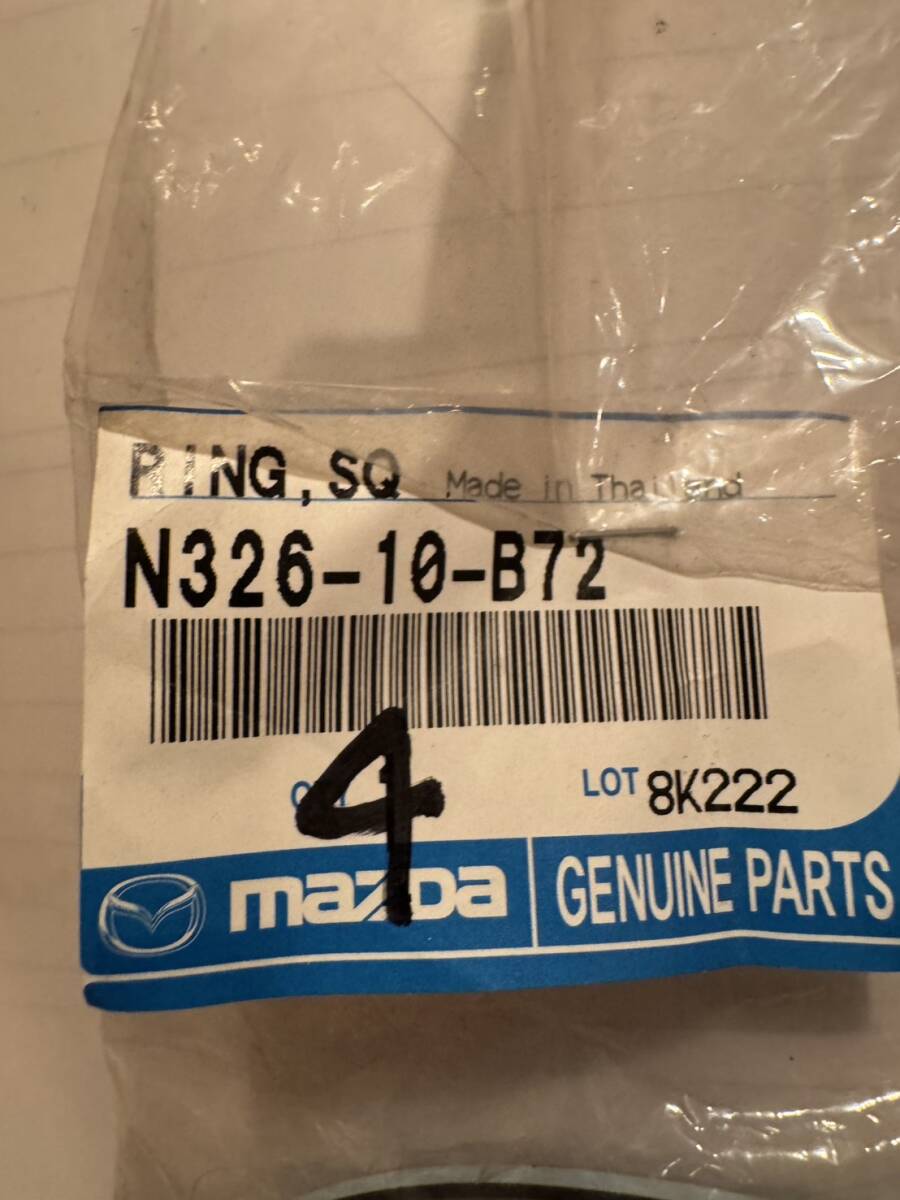 RING,SQ Made in Thailand
N326-10-B72
4
LOT 8K222
mazda GENUINE PARTS